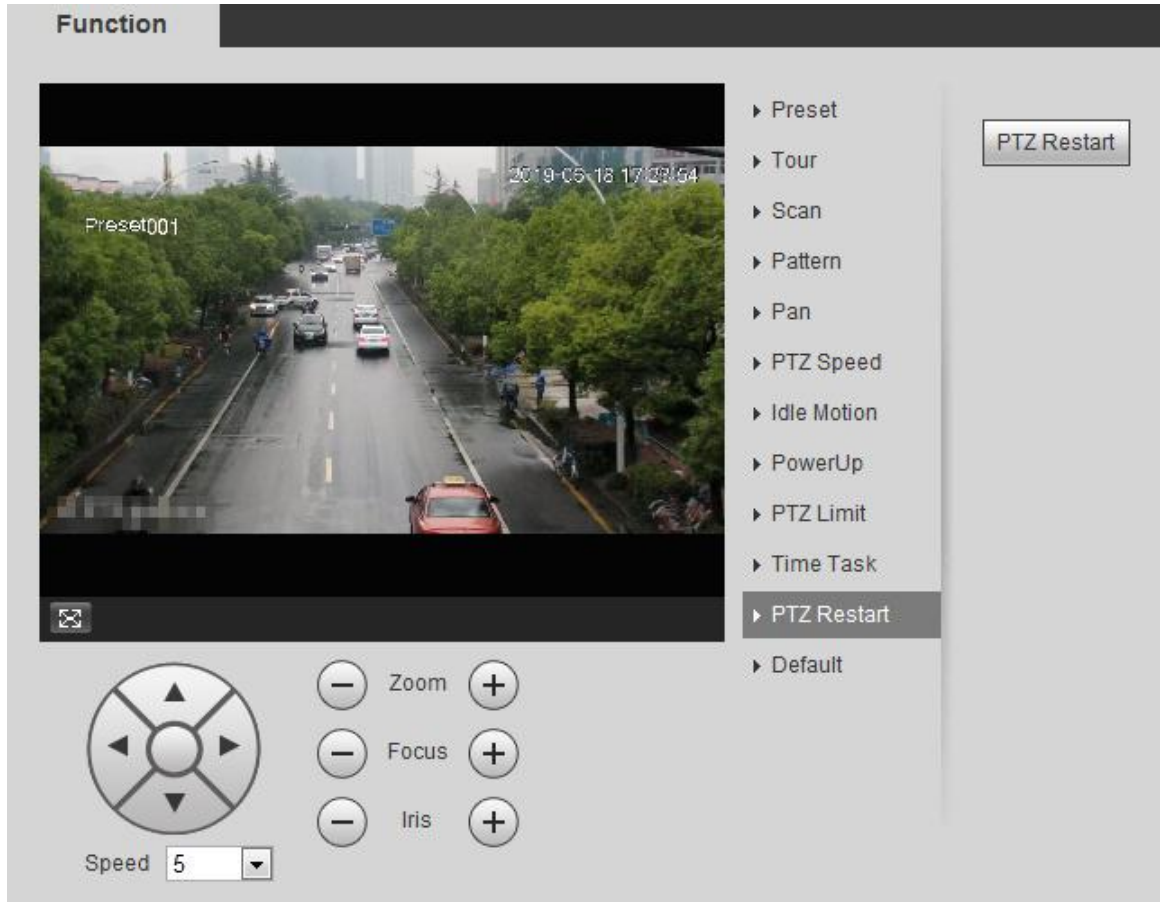 Function
2019-05-18 17:23:54
Preset001
Preset
Tour
Scan
Pattern
Pan
PTZ Speed
Idle Motion
PowerUp
PTZ Limit
Time Task
PTZ Restart
Default
PTZ Restart
Zoom
Focus
Iris
Speed 5